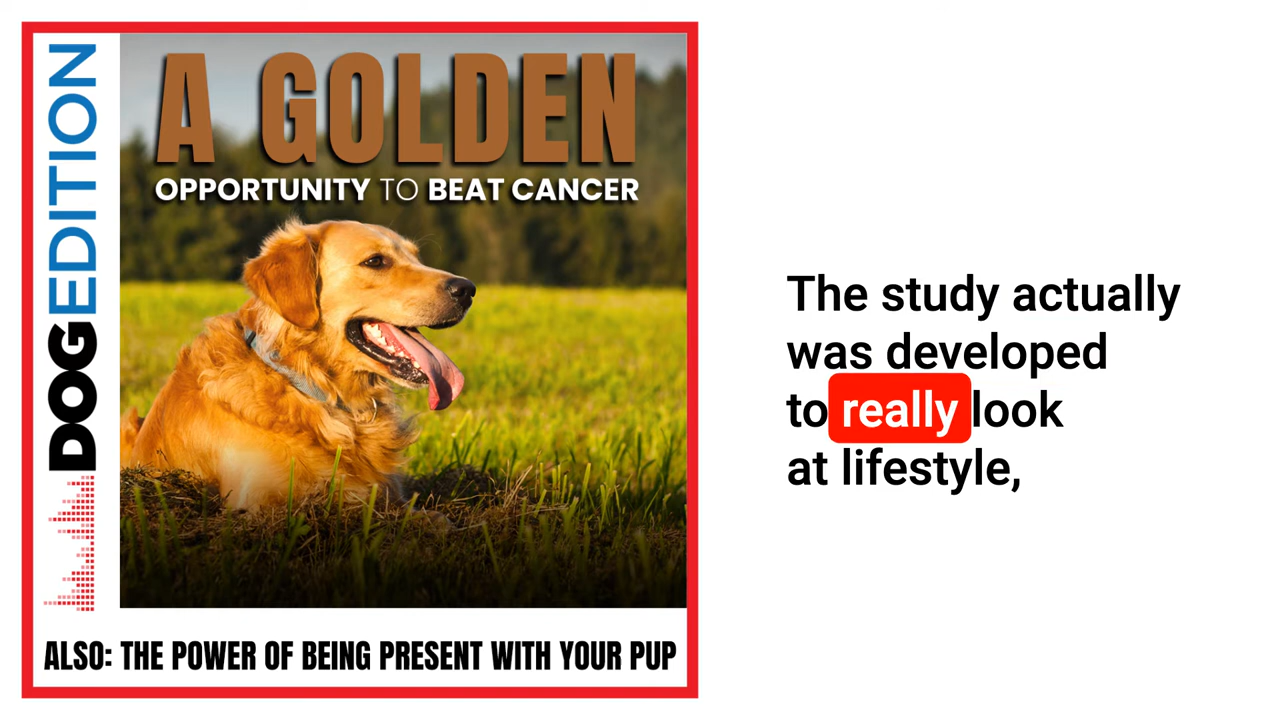 DOGEDITION
A GOLDEN
OPPORTUNITY TO BEAT CANCER
ALSO: THE POWER OF BEING PRESENT WITH YOUR PUP
The study actually
was developed
to really look
at lifestyle,